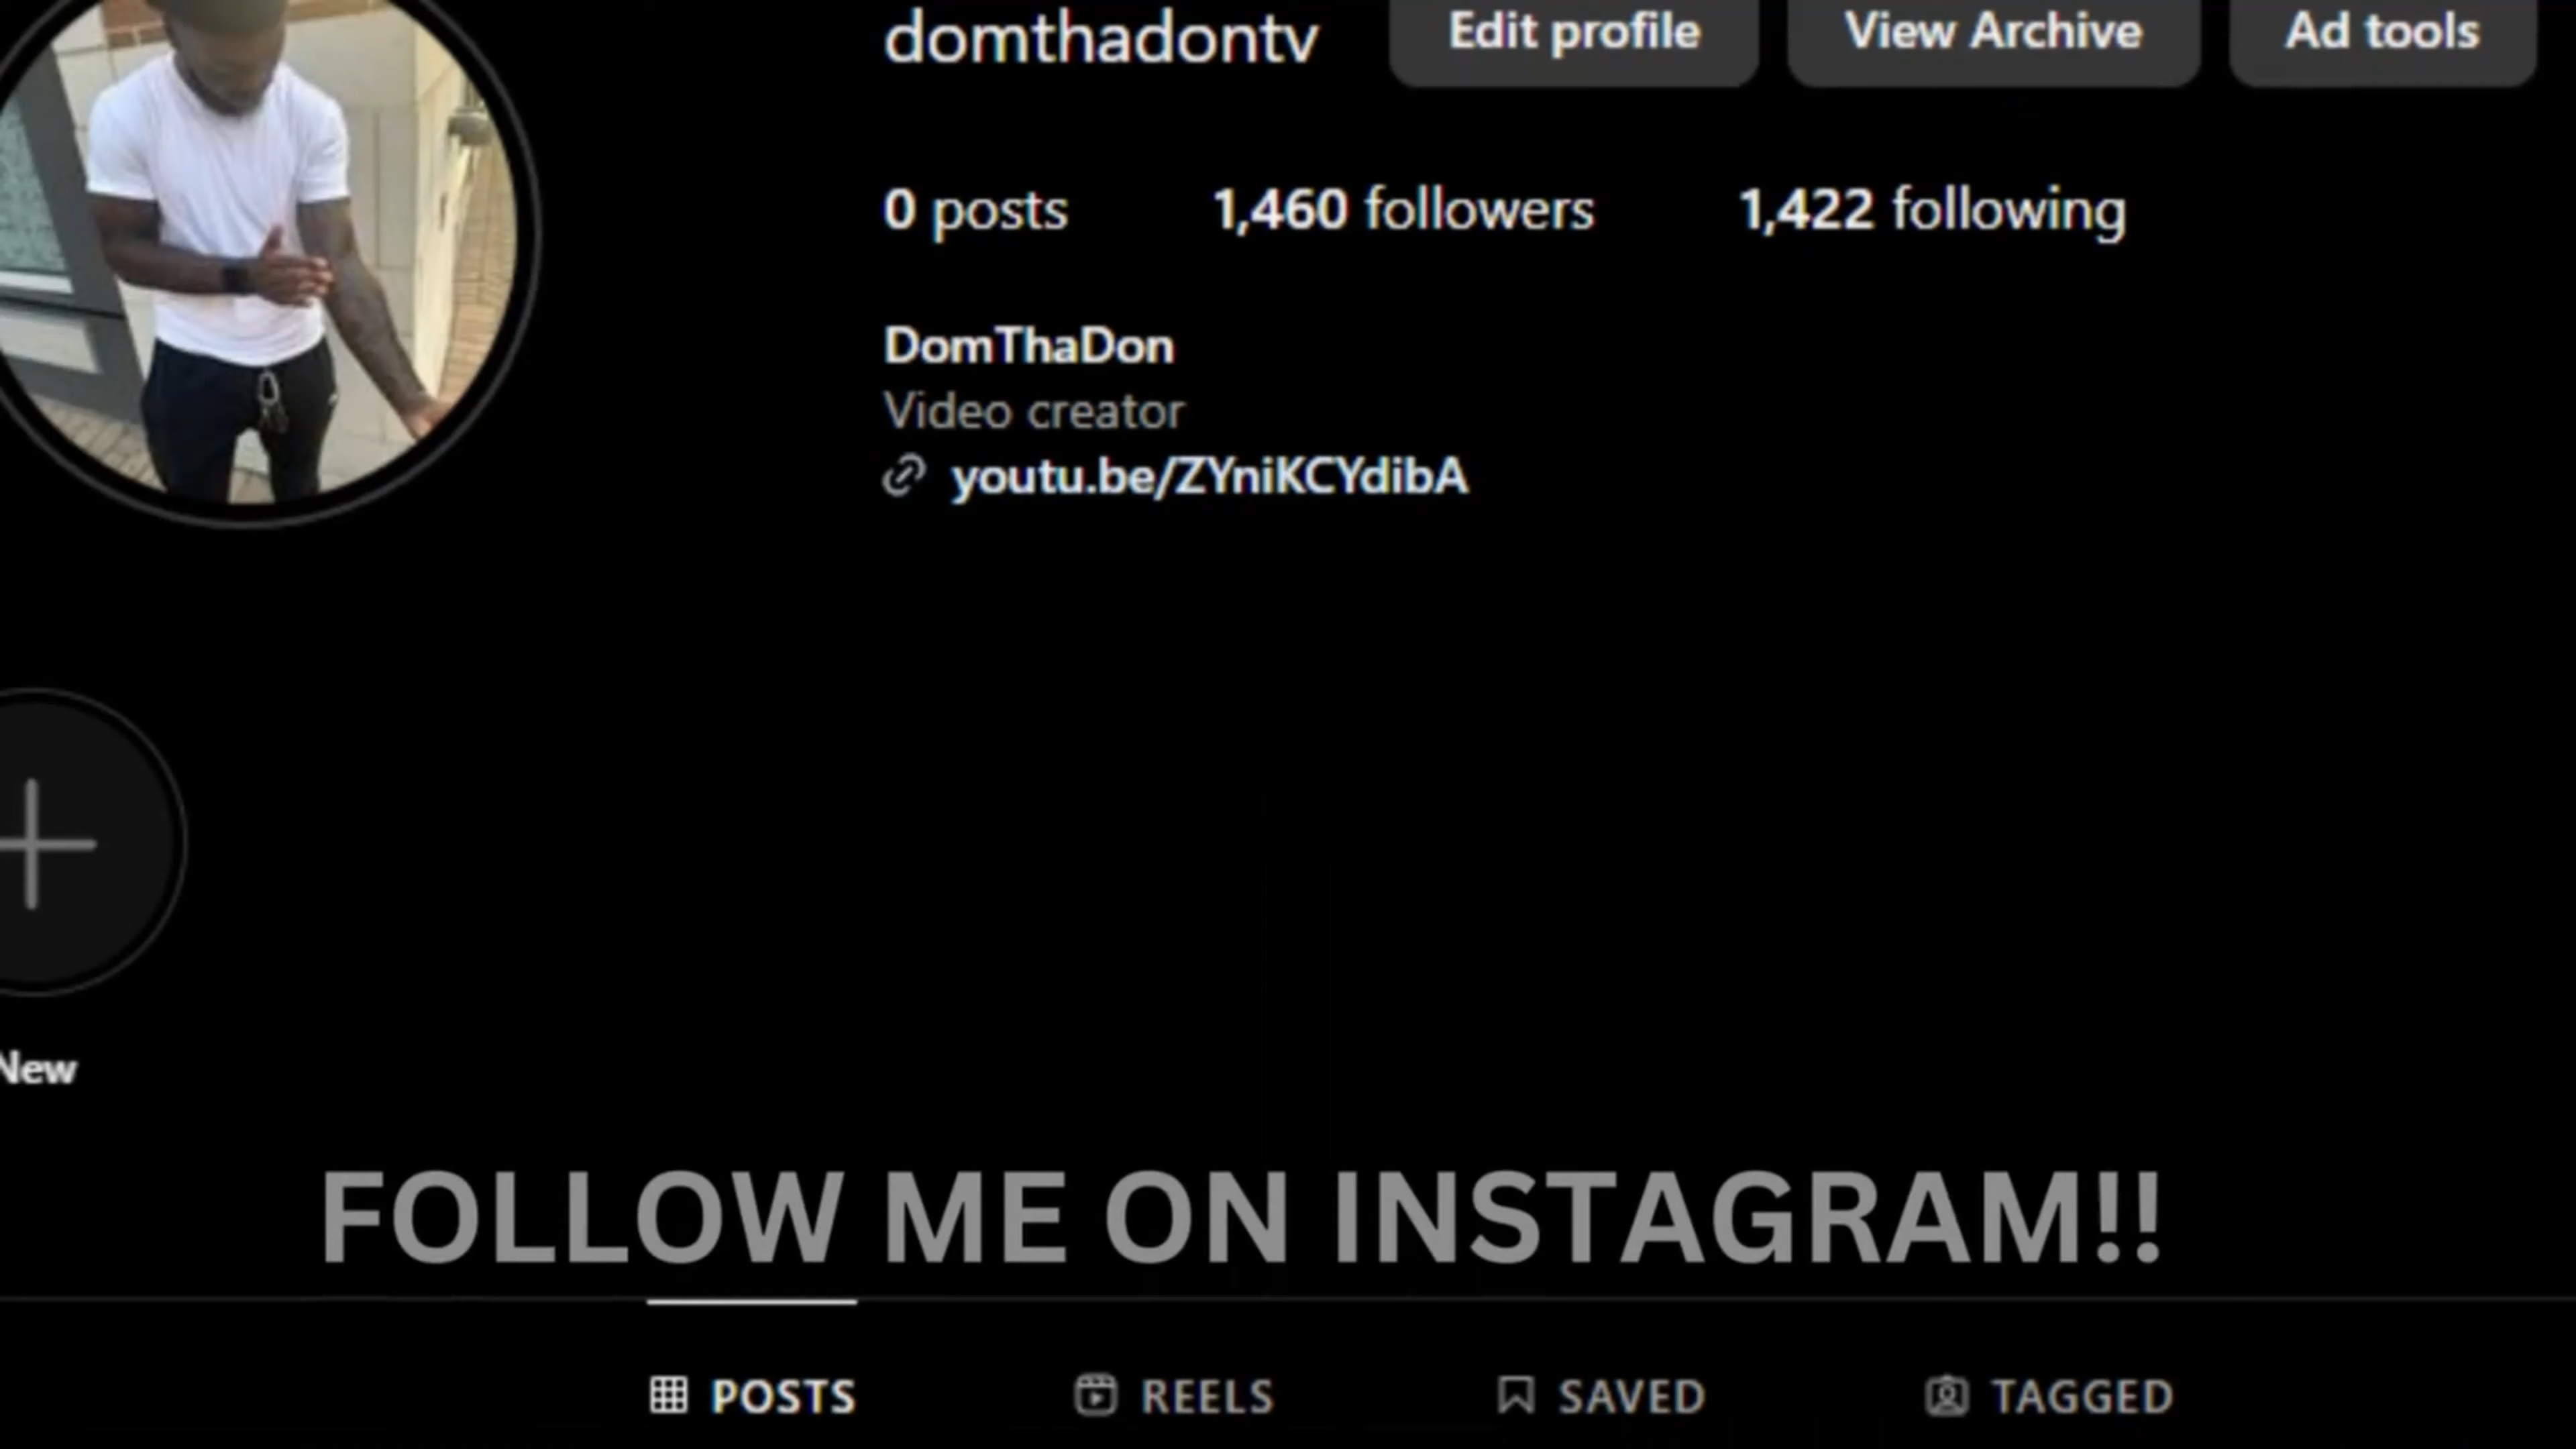 domthadontv Edit profile View Archive Ad tools
0 posts 1,460 followers 1,422 following
DomThaDon
Video creator
youtu.be/ZYniKCYdibA
New
FOLLOW ME ON INSTAGRAM!!
POSTS REELS SAVED TAGGED